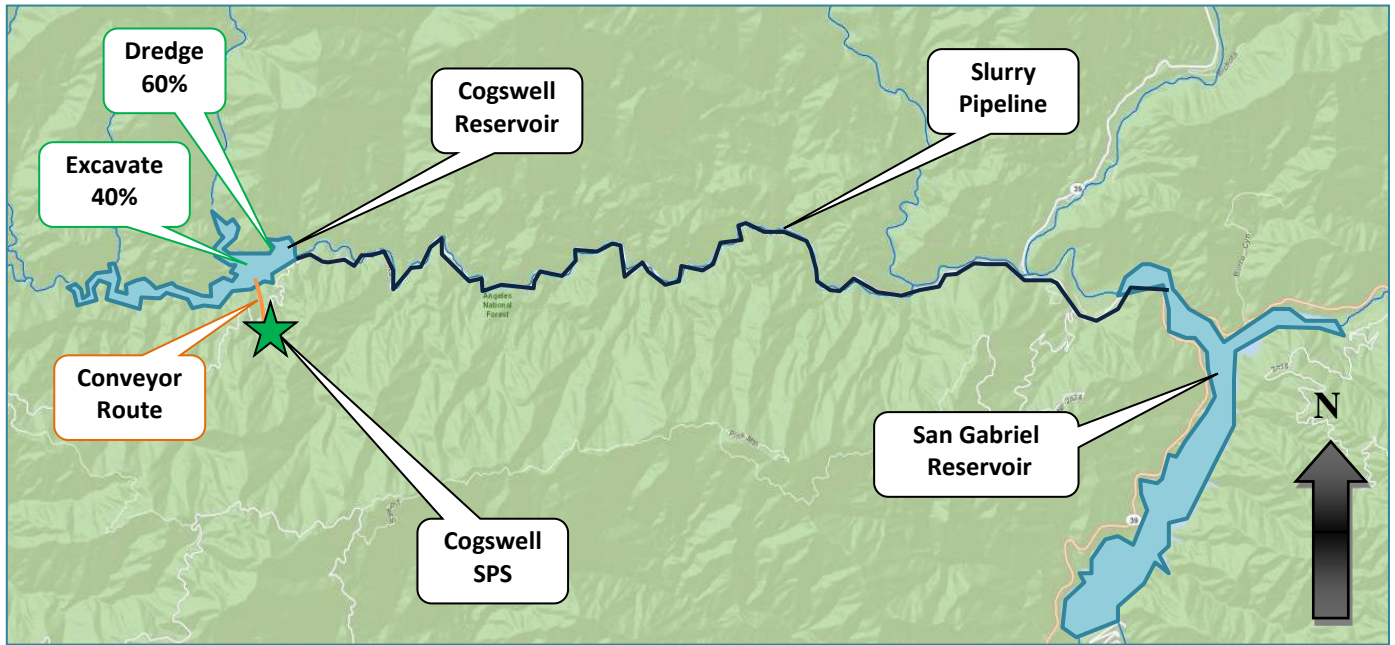 Dredge
60%
Cogswell
Reservoir
Slurry
Pipeline
Excavate
40%
39
Angeles
National
Forest
Conveyor
Route
San Gabriel
Reservoir
N
39
Cogswell
SPS